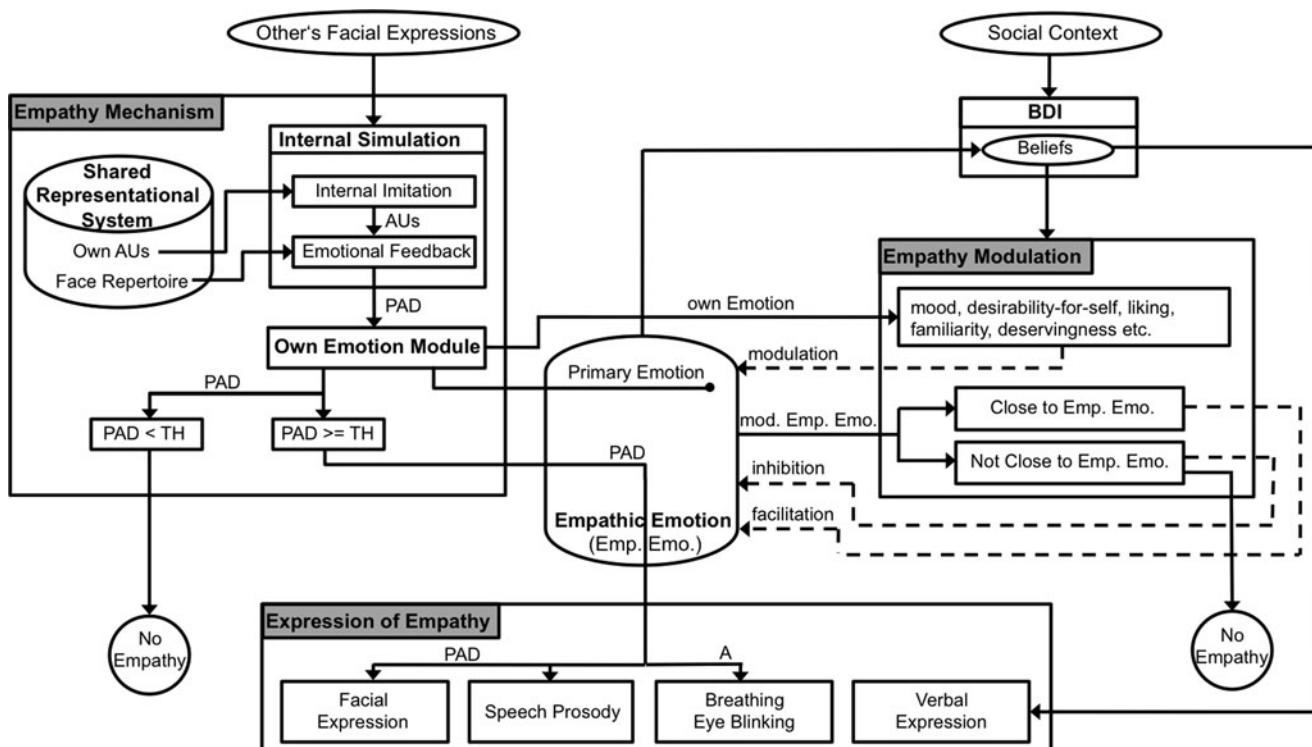 Other's Facial Expressions
Social Context
Empathy Mechanism
Internal Simulation
BDI
Beliefs
Shared
Representational
System
Internal Imitation
AUs
Own AUs
Emotional Feedback
Face Repertoire
Empathy Modulation
PAD
own Emotion
mood, desirability-for-self, liking,
familiarity, deservingness etc.
Own Emotion Module
modulation
Primary Emotion
PAD
Close to Emp. Emo.
PAD < TH
PAD >= TH
mod. Emp. Emo.
PAD
Not Close to Emp. Emo.
inhibition
Empathic Emotion
(Emp. Emo.)
facilitation
No
Empathy
Expression of Empathy
No
Empathy
PAD
A
Facial
Expression
Speech Prosody
Breathing
Eye Blinking
Verbal
Expression